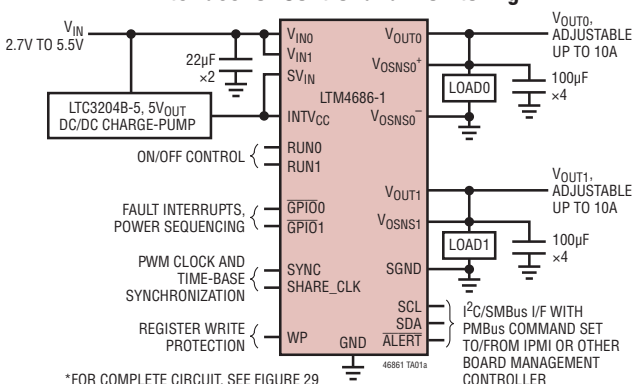 V_IN
2.7V TO 5.5V
22µF
×2
LTC3204B-5, 5V_OUT
DC/DC CHARGE-PUMP
ON/OFF CONTROL
FAULT INTERRUPTS,
POWER SEQUENCING
PWM CLOCK AND
TIME-BASE
SYNCHRONIZATION
REGISTER WRITE
PROTECTION
V_IN0
V_IN1
SV_IN
INTV_CC
RUN0
RUN1
GPIO0
GPIO1
SYNC
SHARE_CLK
WP
GND
LTM4686-1
V_OUT0
V_OSNS0+
V_OSNS0–
V_OUT1
V_OSNS1
SGND
SCL
SDA
ALERT
LOAD0
LOAD1
V_OUT0,
ADJUSTABLE
UP TO 10A
100µF
×4
V_OUT1,
ADJUSTABLE
UP TO 10A
100µF
×4
I²C/SMBus I/F WITH
PMBus COMMAND SET
TO/FROM IPMI OR OTHER
BOARD MANAGEMENT
CONTROLLER
46861 TA01a
*FOR COMPLETE CIRCUIT, SEE FIGURE 29